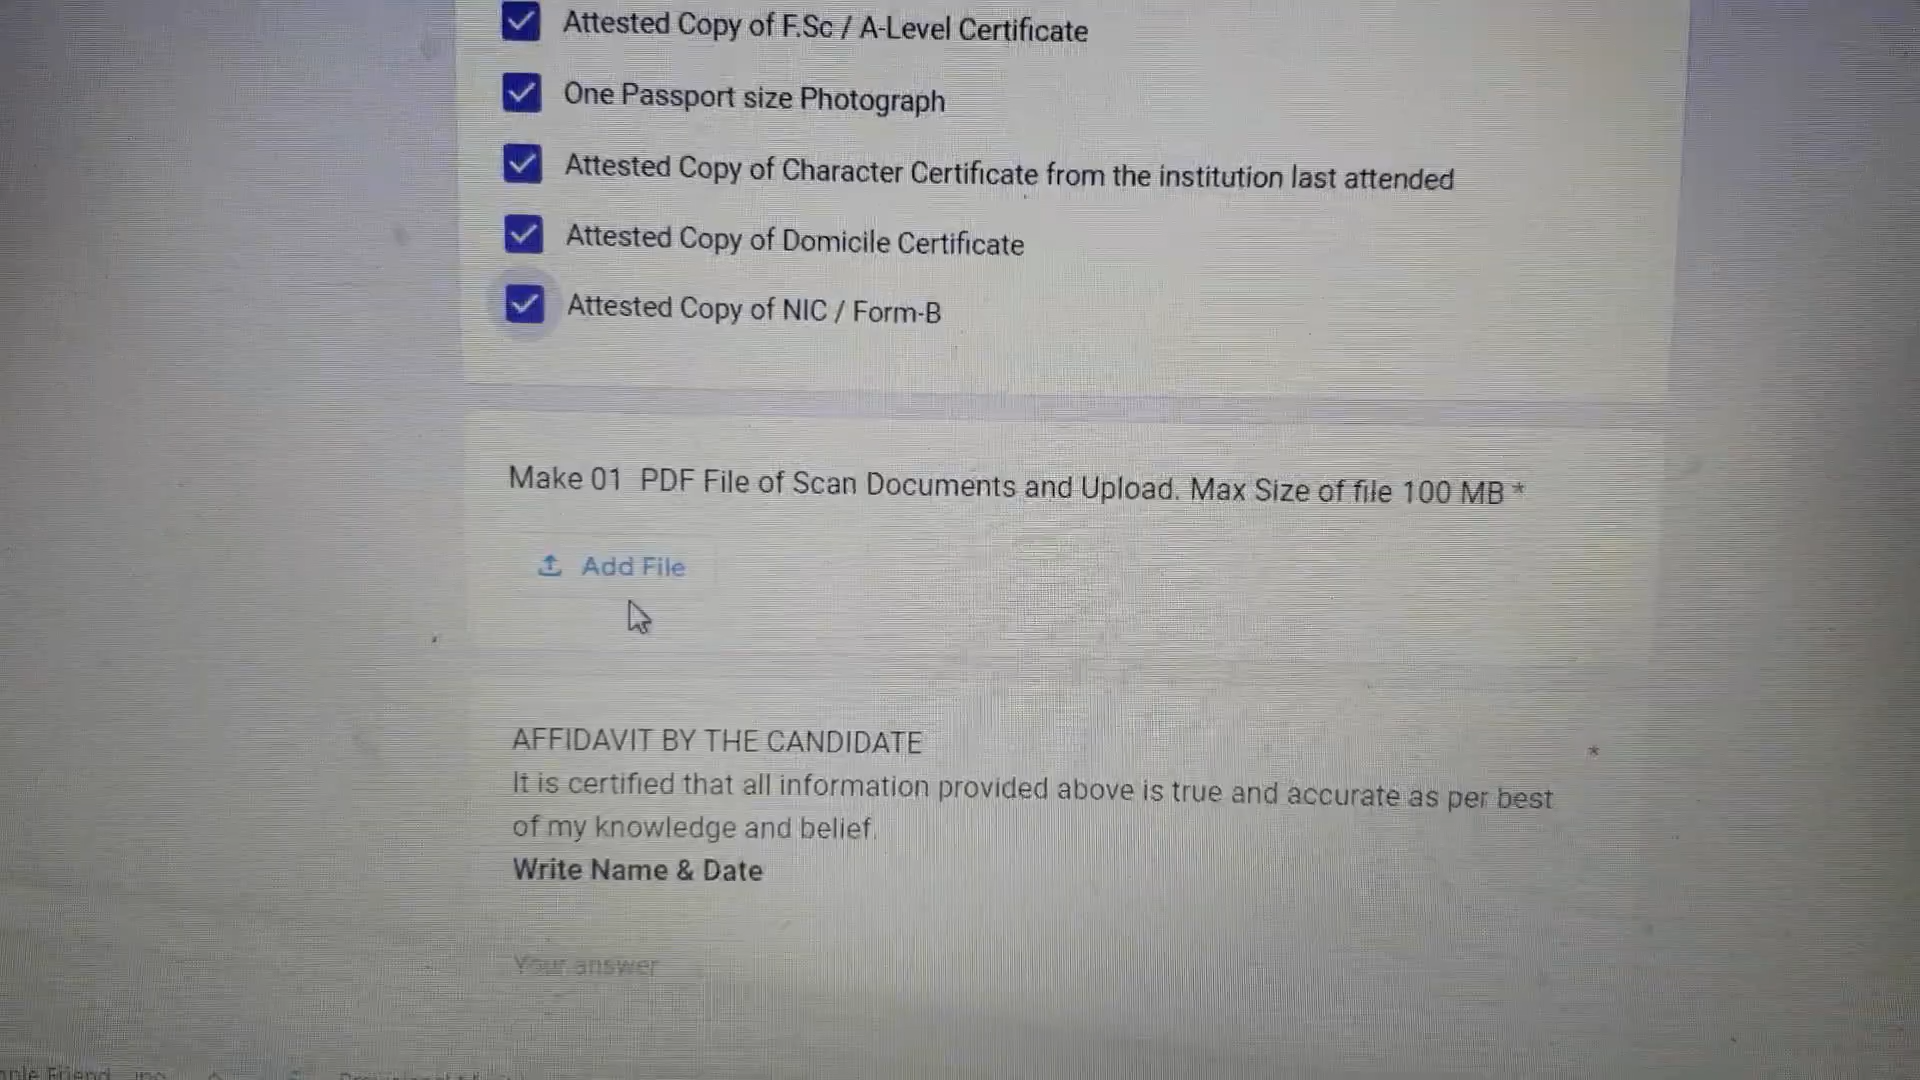 Attested Copy of F.Sc / A-Level Certificate
One Passport size Photograph
Attested Copy of Character Certificate from the institution last attended
Attested Copy of Domicile Certificate
Attested Copy of NIC / Form-B
Make 01 PDF File of Scan Documents and Upload. Max Size of file 100 MB *
Add File
AFFIDAVIT BY THE CANDIDATE *
It is certified that all information provided above is true and accurate as per best
of my knowledge and belief.
Write Name & Date
Your answer
Friend